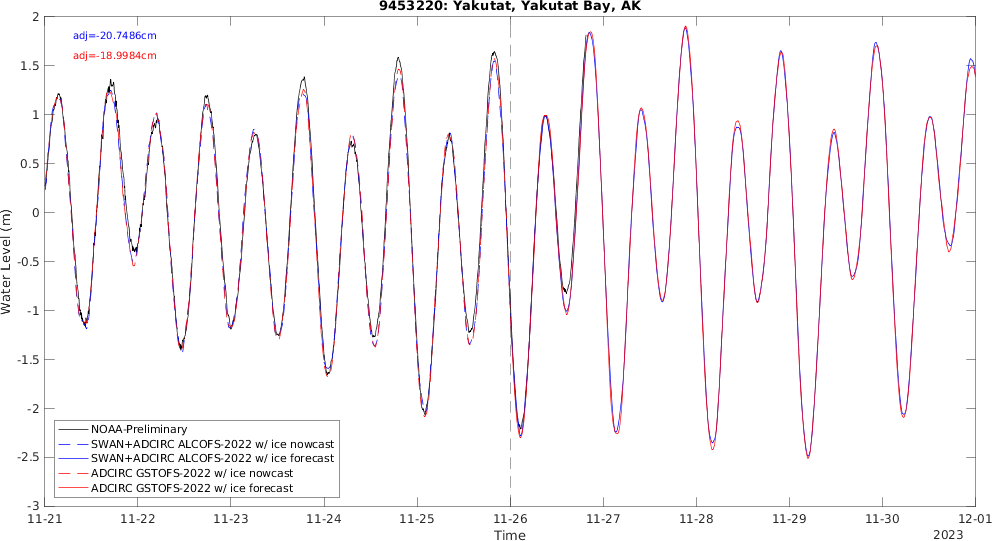 9453220: Yakutat, Yakutat Bay, AK
adj=-20.7486cm
adj=-18.9984cm
2
1.5
1
0.5
0
-0.5
-1
-1.5
-2
-2.5
-3
Water Level (m)
NOAA-Preliminary
SWAN+ADCIRC ALCOFS-2022 w/ ice nowcast
SWAN+ADCIRC ALCOFS-2022 w/ ice forecast
ADCIRC GSTOFS-2022 w/ ice nowcast
ADCIRC GSTOFS-2022 w/ ice forecast
11-21 11-22 11-23 11-24 11-25 11-26 11-27 11-28 11-29 11-30 12-01
Time
2023